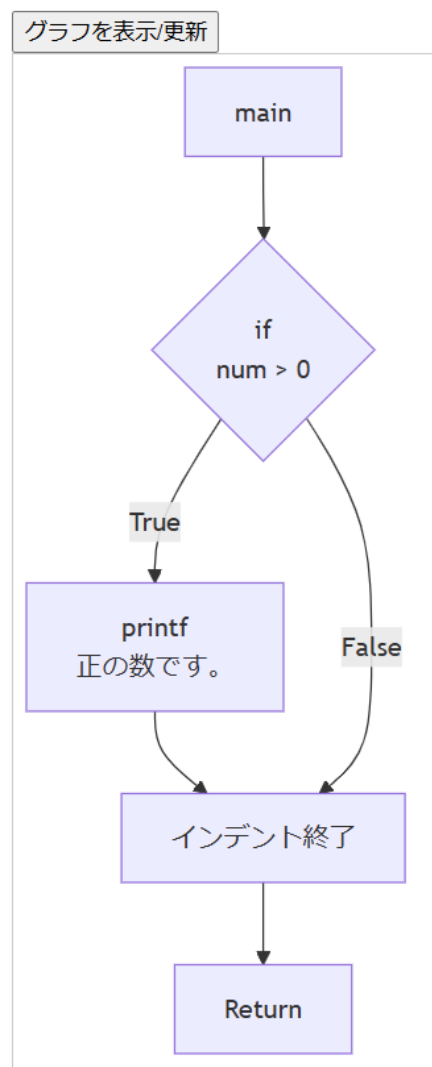 グラフを表示/更新
main
if
num > 0
True
printf
正の数です。
False
インデント終了
Return